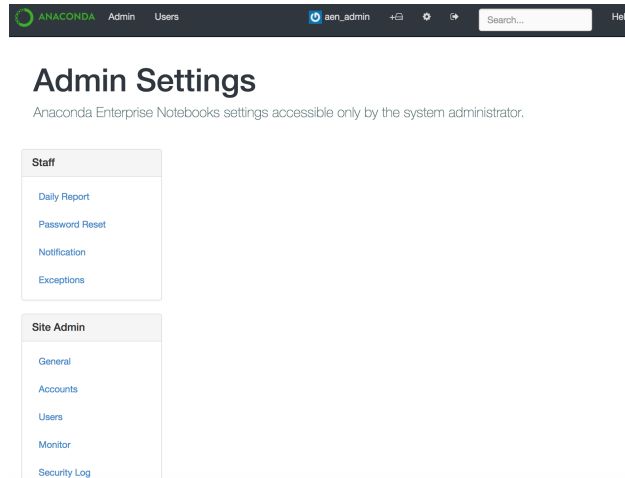 ANACONDA Admin Users aen_admin Search...
Admin Settings
Anaconda Enterprise Notebooks settings accessible only by the system administrator.
Staff
Daily Report
Password Reset
Notification
Exceptions
Site Admin
General
Accounts
Users
Monitor
Security Log